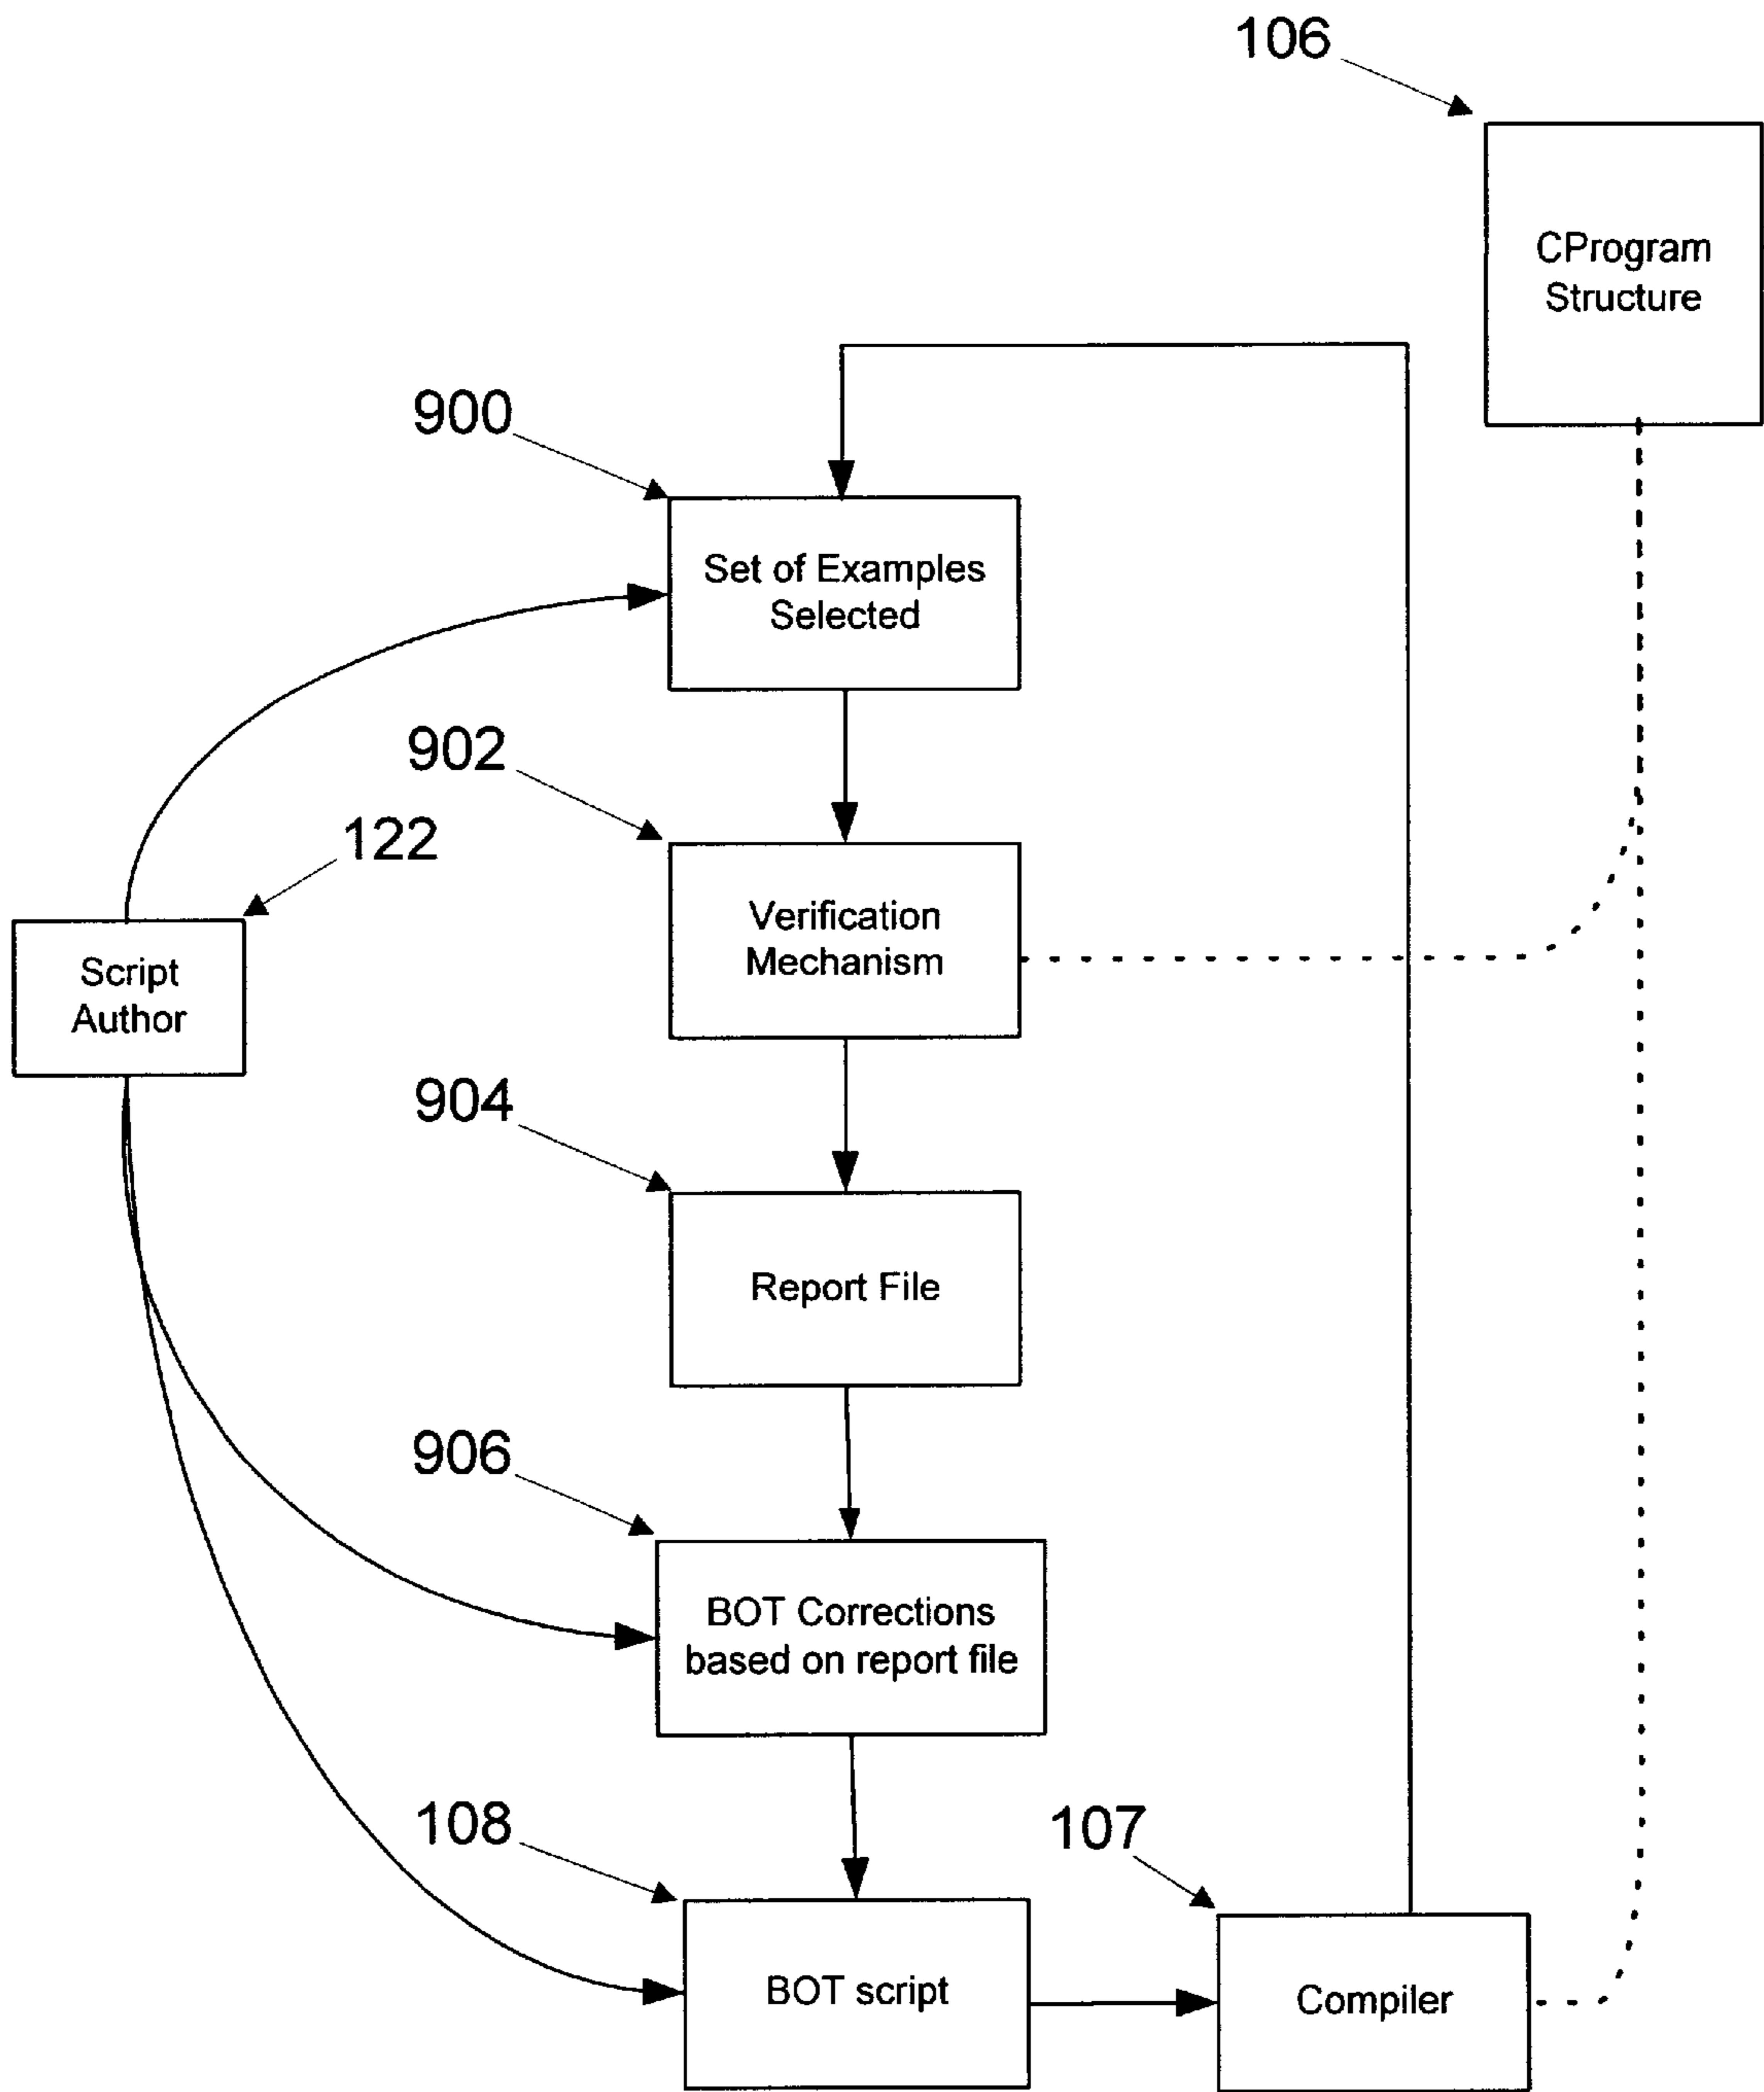 106
CProgram
Structure
900
Set of Examples
Selected
902
Verification
Mechanism
122
Script
Author
904
Report File
906
BOT Corrections
based on report file
108
BOT script
107
Compiler